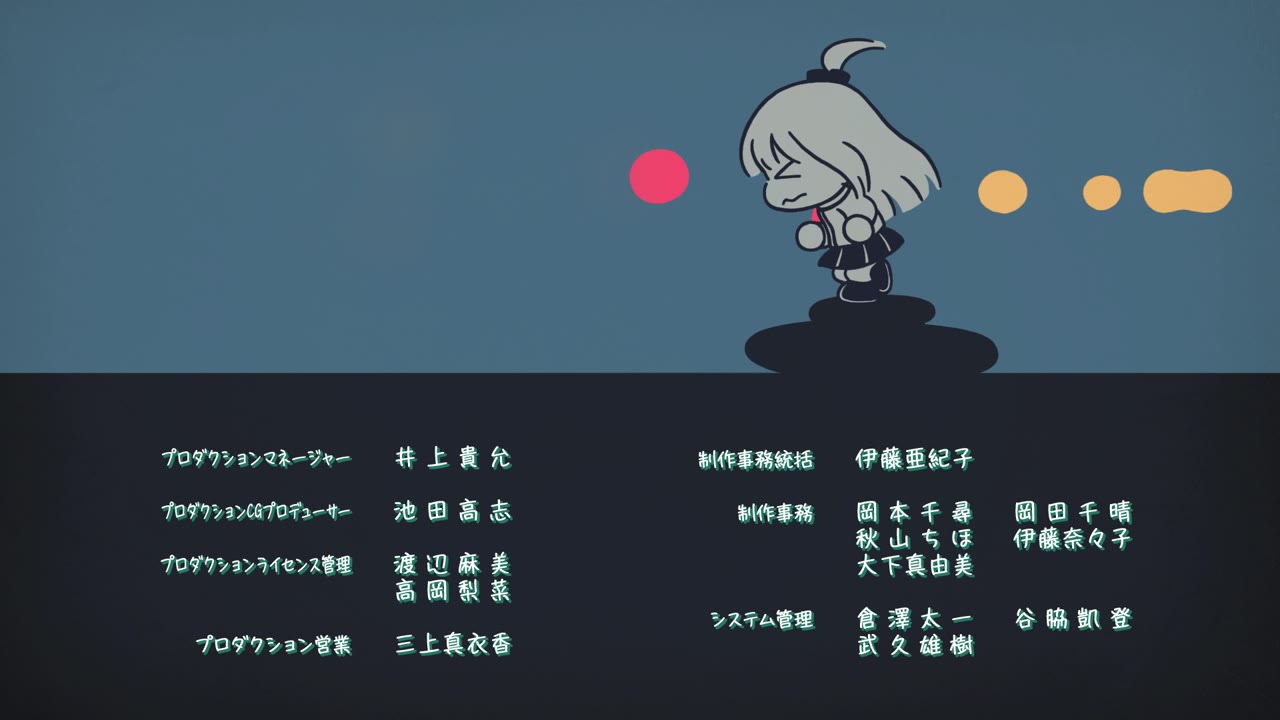 プロダクションマネージャー 井上貴允
プロダクションCGプロデューサー 池田高志
プロダクションライセンス管理 渡辺麻美
高岡梨菜
プロダクション営業 三上真衣香
制作事務統括 伊藤亜紀子
制作事務 岡本千尋 岡田千晴
秋山ちほ 伊藤奈々子
大下真由美
システム管理 倉澤太一 谷脇凱登
武久雄樹